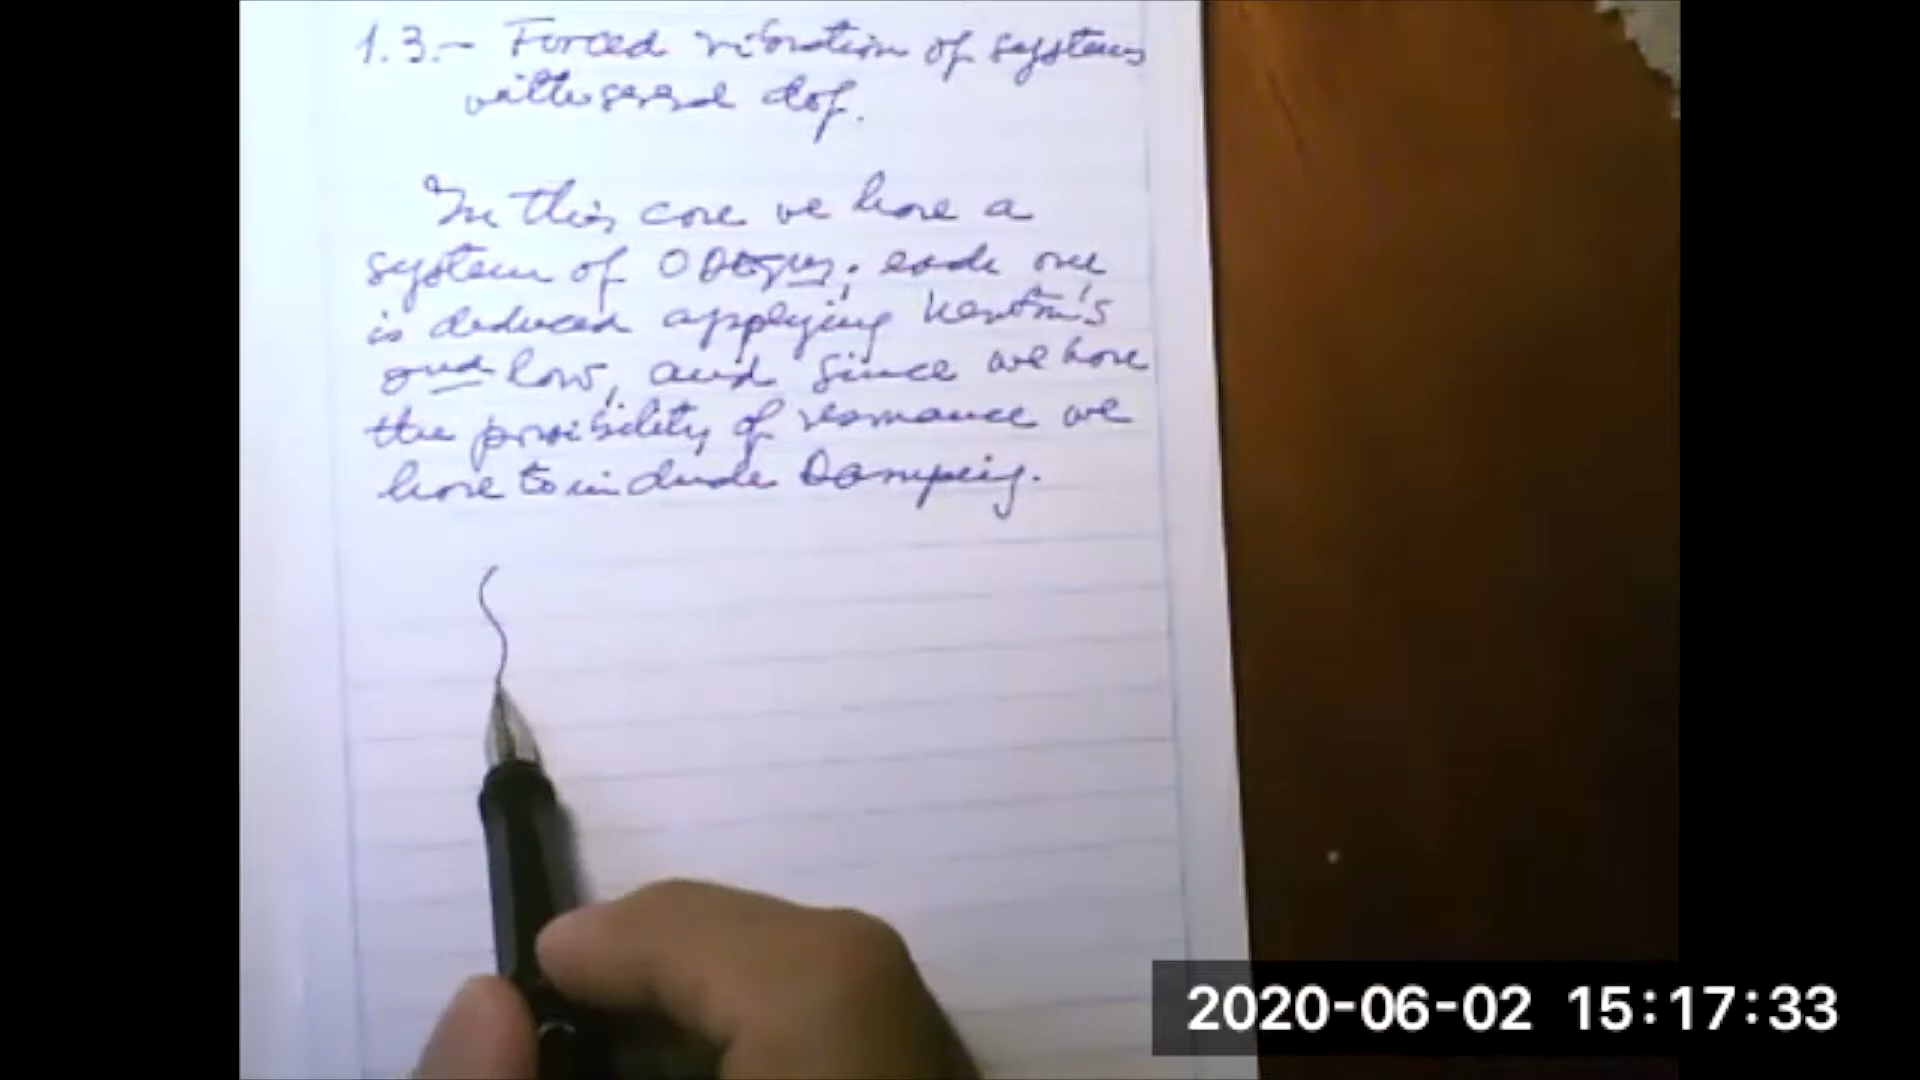 1.3.- Forced vibration of systems
with several dof.
In this case we have a
system of ODEqns; each one
is deduced applying Newton's
2nd law, and since we have
the possibility of resonance we
have to include Damping.
2020-06-02 15:17:33